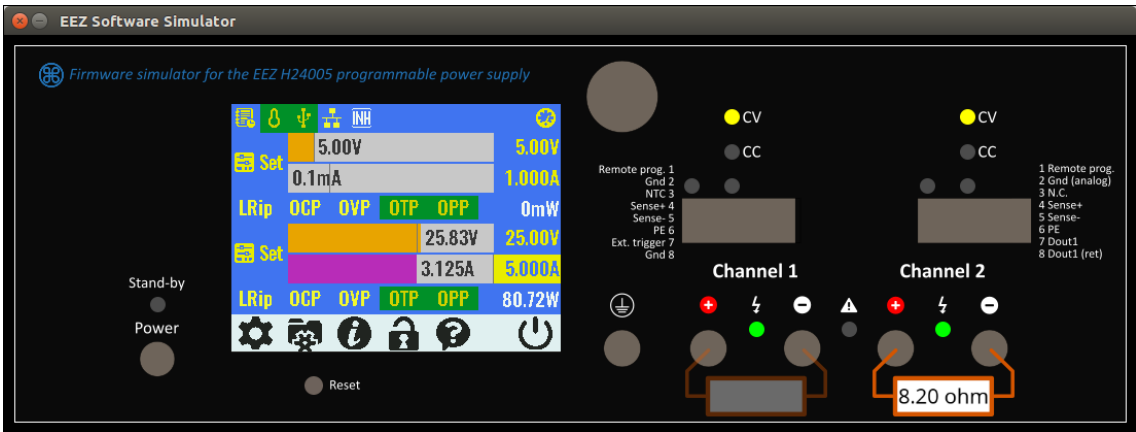 EEZ Software Simulator
Firmware simulator for the EEZ H24005 programmable power supply
INH
Set 5.00V 5.00V
0.1mA 1.000A
LRip OCP OVP OTP OPP 0mW
Set 25.83V 25.00V
3.125A 5.000A
LRip OCP OVP OTP OPP 80.72W
Stand-by
Power
Reset
CV
CC
Remote prog. 1
Gnd 2
NTC 3
Sense+ 4
Sense- 5
PE 6
Ext. trigger 7
Gnd 8
Channel 1
CV
CC
1 Remote prog.
2 Gnd (analog)
3 N.C.
4 Sense+
5 Sense-
6 PE
7 Dout1
8 Dout1 (ret)
Channel 2
8.20 ohm